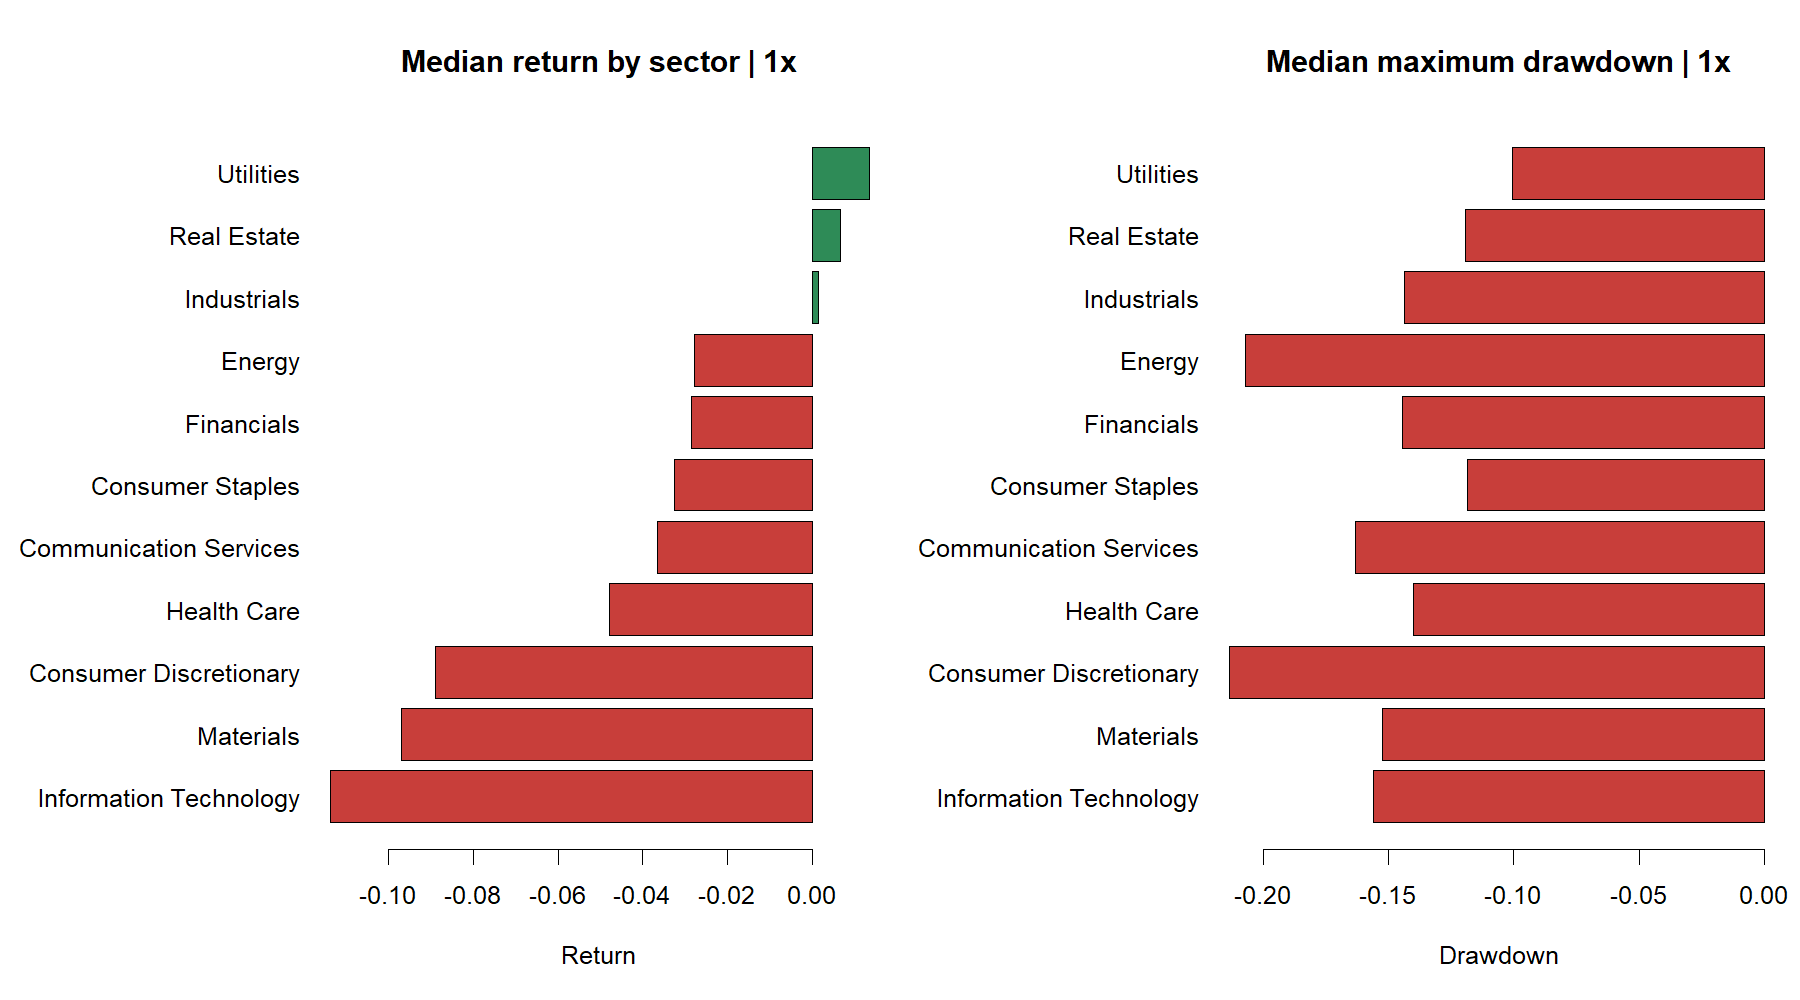 Median return by sector | 1x
Utilities
Real Estate
Industrials
Energy
Financials
Consumer Staples
Communication Services
Health Care
Consumer Discretionary
Materials
Information Technology
-0.10 -0.08 -0.06 -0.04 -0.02 0.00
Return
Median maximum drawdown | 1x
Utilities
Real Estate
Industrials
Energy
Financials
Consumer Staples
Communication Services
Health Care
Consumer Discretionary
Materials
Information Technology
-0.20 -0.15 -0.10 -0.05 0.00
Drawdown